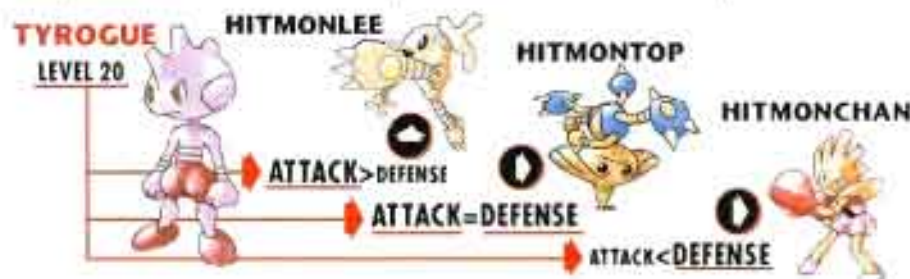 TYROGUE
LEVEL 20
HITMONLEE
HITMONTOP
HITMONCHAN
ATTACK>DEFENSE
ATTACK=DEFENSE
ATTACK<DEFENSE